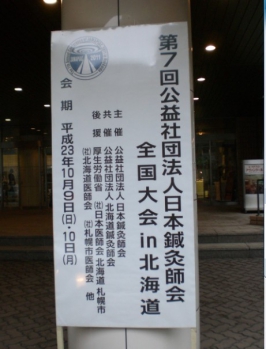 第7回公益社団法人日本鍼灸師会
全国大会in北海道
主催 公益社団法人日本鍼灸師会
共催 公益社団法人北海道鍼灸師会
後援 厚生労働省 北海道 札幌市
㈳日本医師会
㈳北海道医師会 ㈳札幌市医師会 他
会期 平成23年10月9日(日)・10日(月)